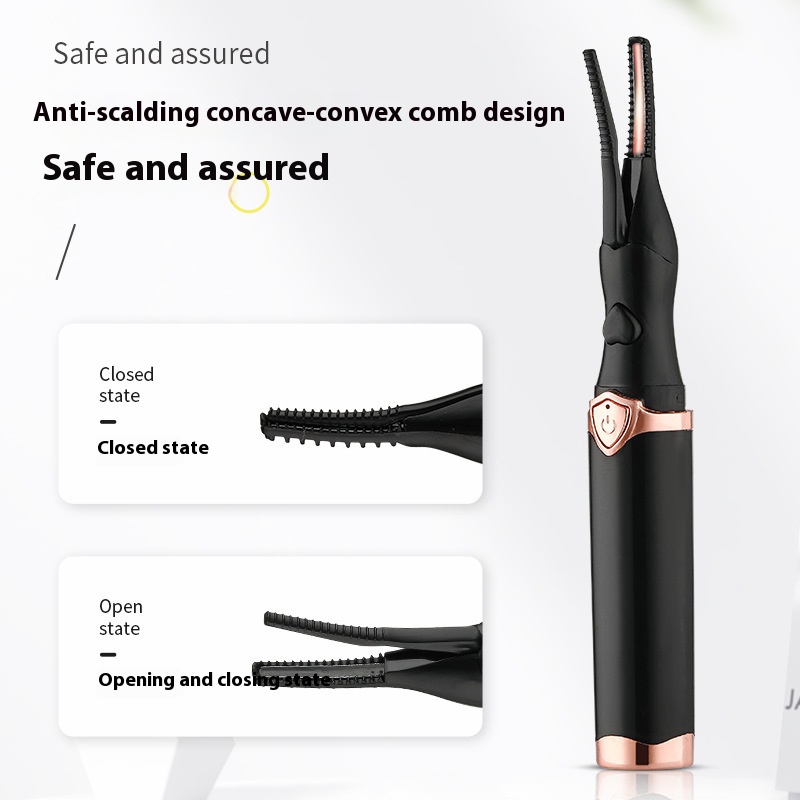 Safe and assured
Anti-scalding concave-convex comb design
Safe and assured
Closed
state
Closed state
Open
state
Opening and closing state